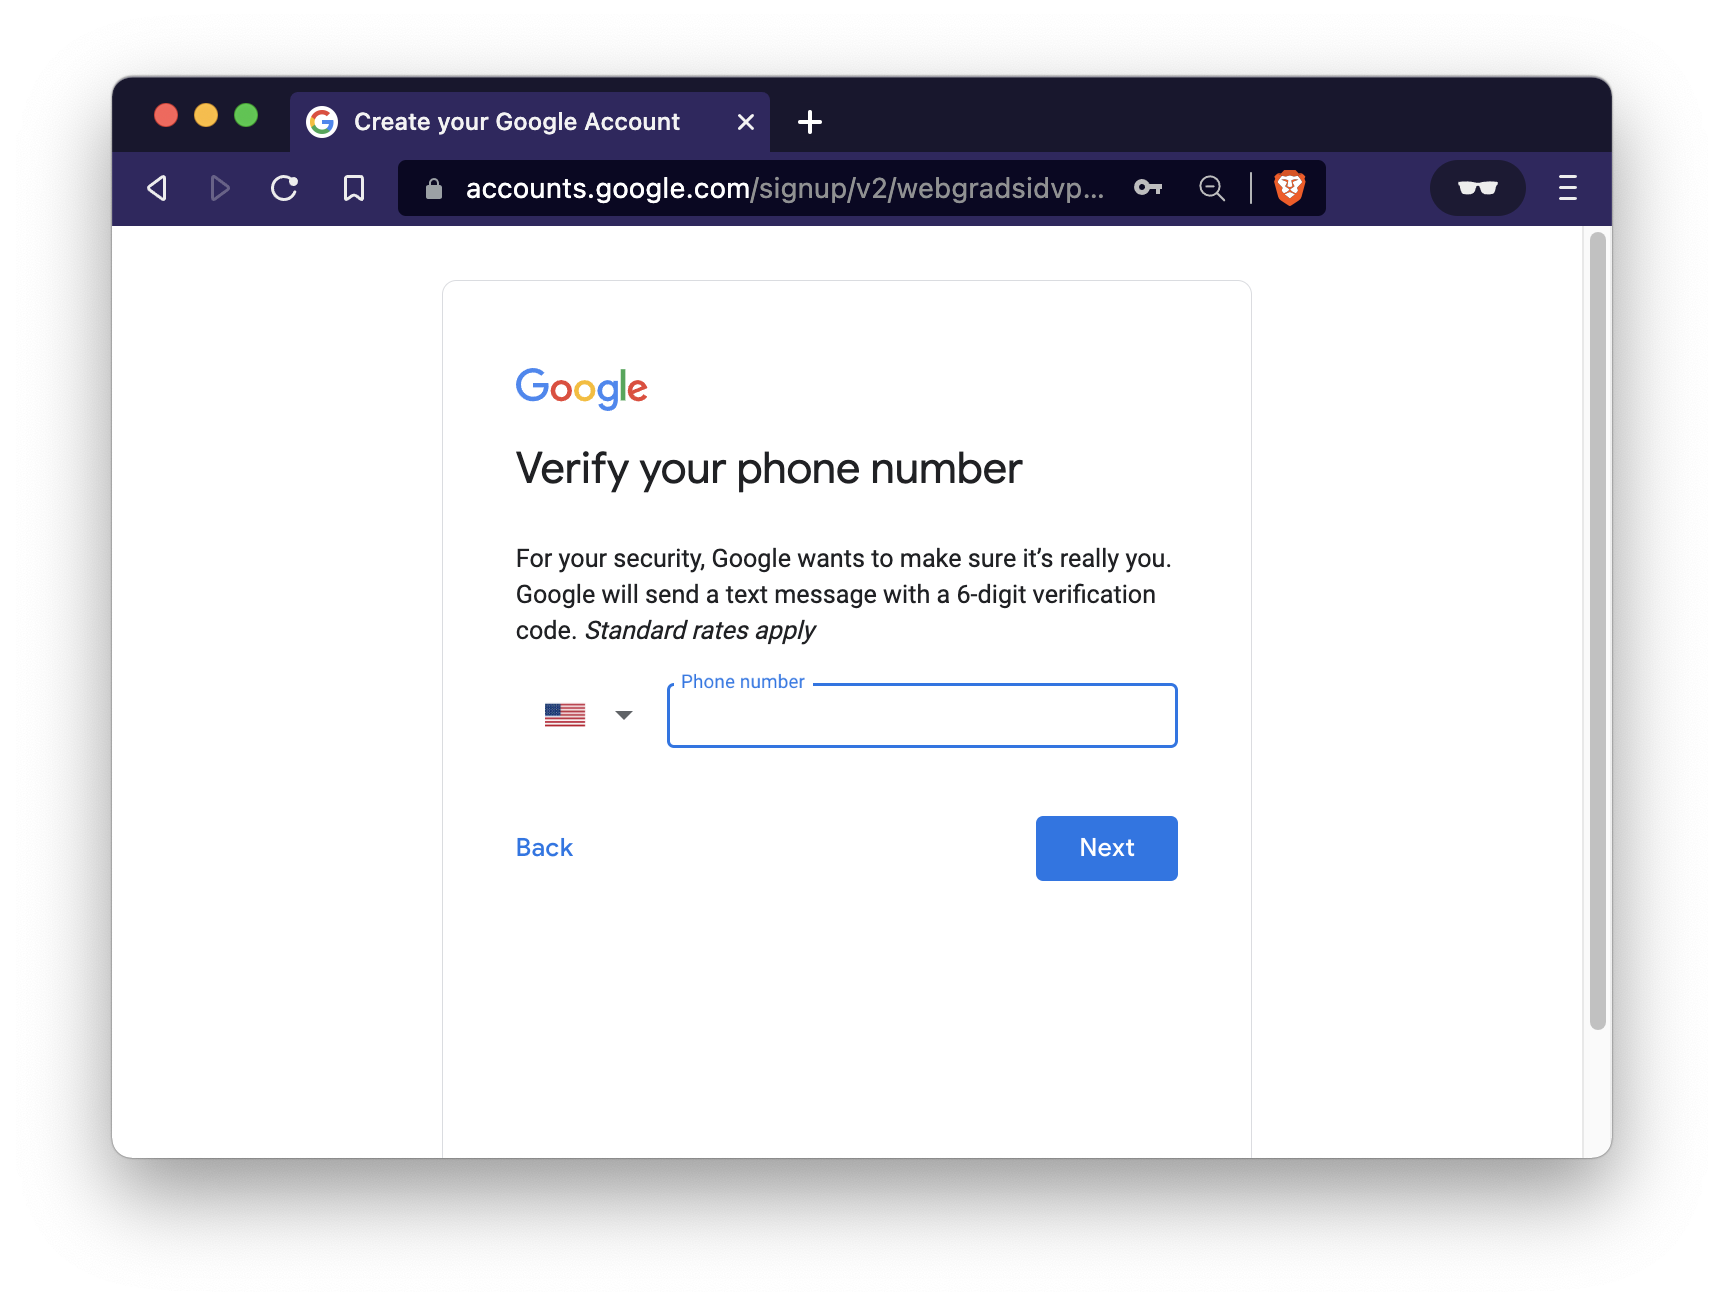 Create your Google Account
accounts.google.com/signup/v2/webgradsidvp...
Google
Verify your phone number
For your security, Google wants to make sure it’s really you.
Google will send a text message with a 6-digit verification
code. Standard rates apply
Phone number
Back
Next